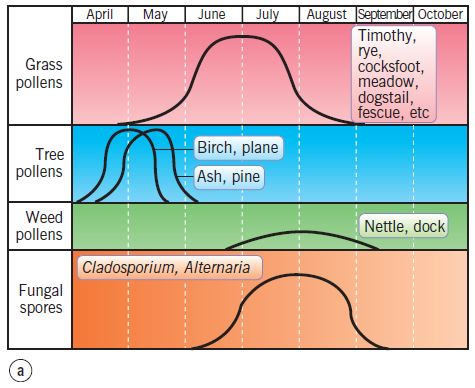 April May June July August September October
Grass
pollens
Timothy,
rye,
cocksfoot,
meadow,
dogstail,
fescue, etc
Tree
pollens
Birch, plane
Ash, pine
Weed
pollens
Nettle, dock
Fungal
spores
Cladosporium, Alternaria
a